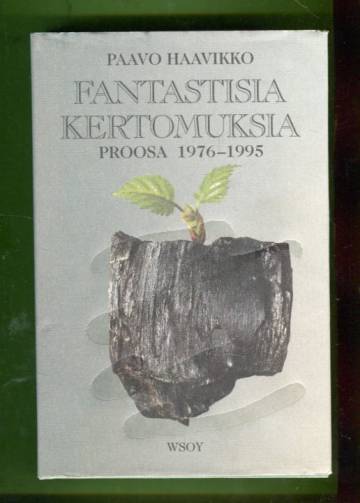 PAAVO HAAVIKKO
FANTASTISIA
KERTOMUKSIA
PROOSA 1976–1995
WSOY